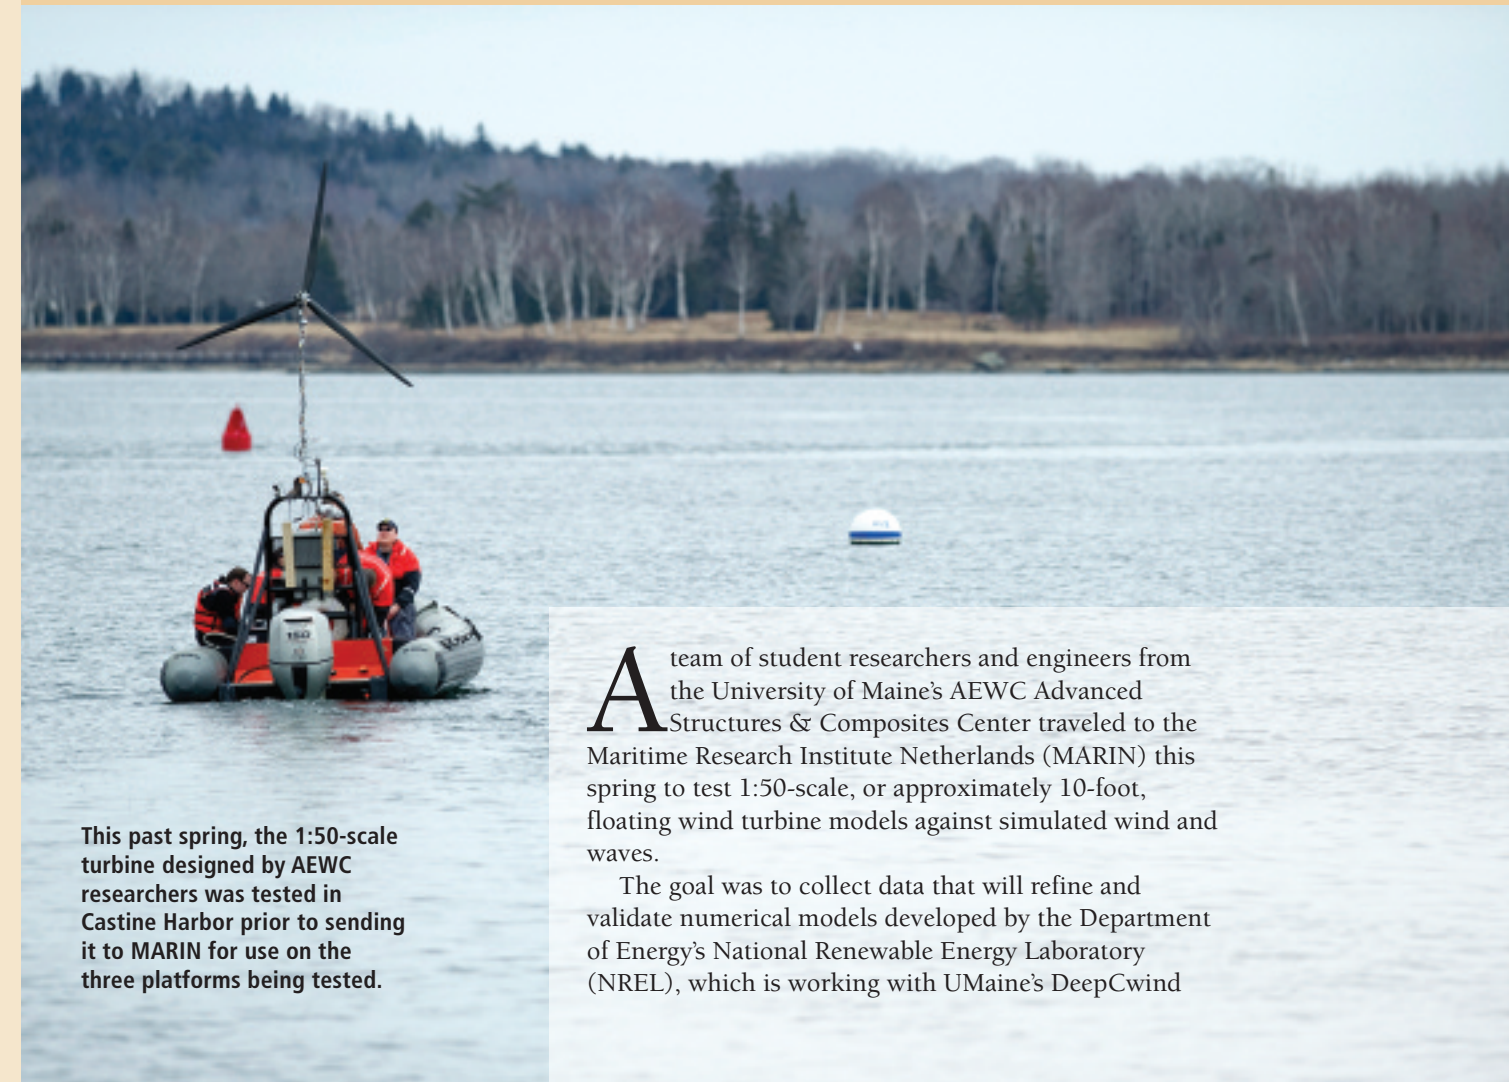 150
This past spring, the 1:50-scale
turbine designed by AEWC
researchers was tested in
Castine Harbor prior to sending
it to MARIN for use on the
three platforms being tested.
A team of student researchers and engineers from
the University of Maine's AEWC Advanced
Structures & Composites Center traveled to the
Maritime Research Institute Netherlands (MARIN) this
spring to test 1:50-scale, or approximately 10-foot,
floating wind turbine models against simulated wind and
waves.
The goal was to collect data that will refine and
validate numerical models developed by the Department
of Energy's National Renewable Energy Laboratory
(NREL), which is working with UMaine's DeepCwind